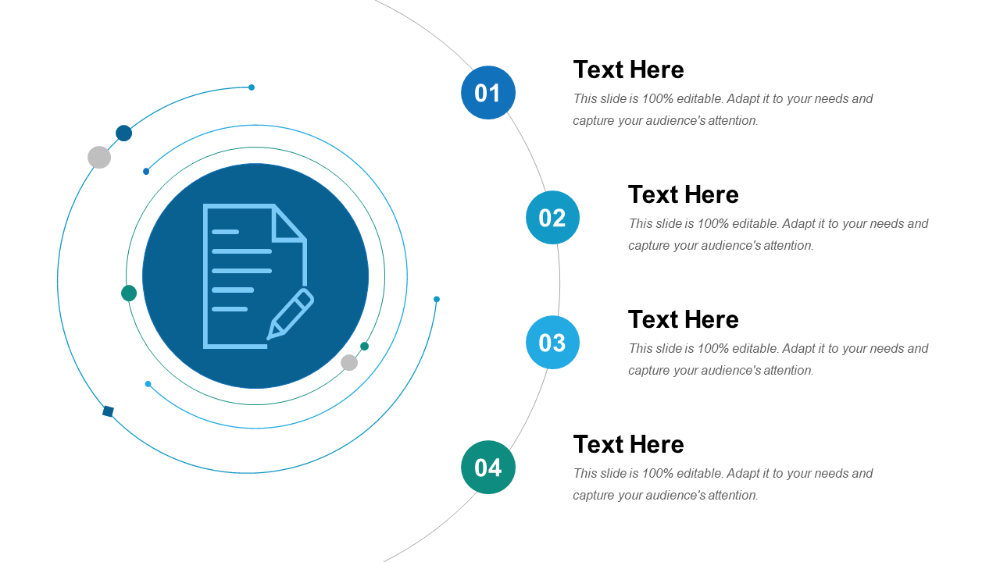 01
Text Here
This slide is 100% editable. Adapt it to your needs and
capture your audience's attention.
02
Text Here
This slide is 100% editable. Adapt it to your needs and
capture your audience's attention.
03
Text Here
This slide is 100% editable. Adapt it to your needs and
capture your audience's attention.
04
Text Here
This slide is 100% editable. Adapt it to your needs and
capture your audience's attention.